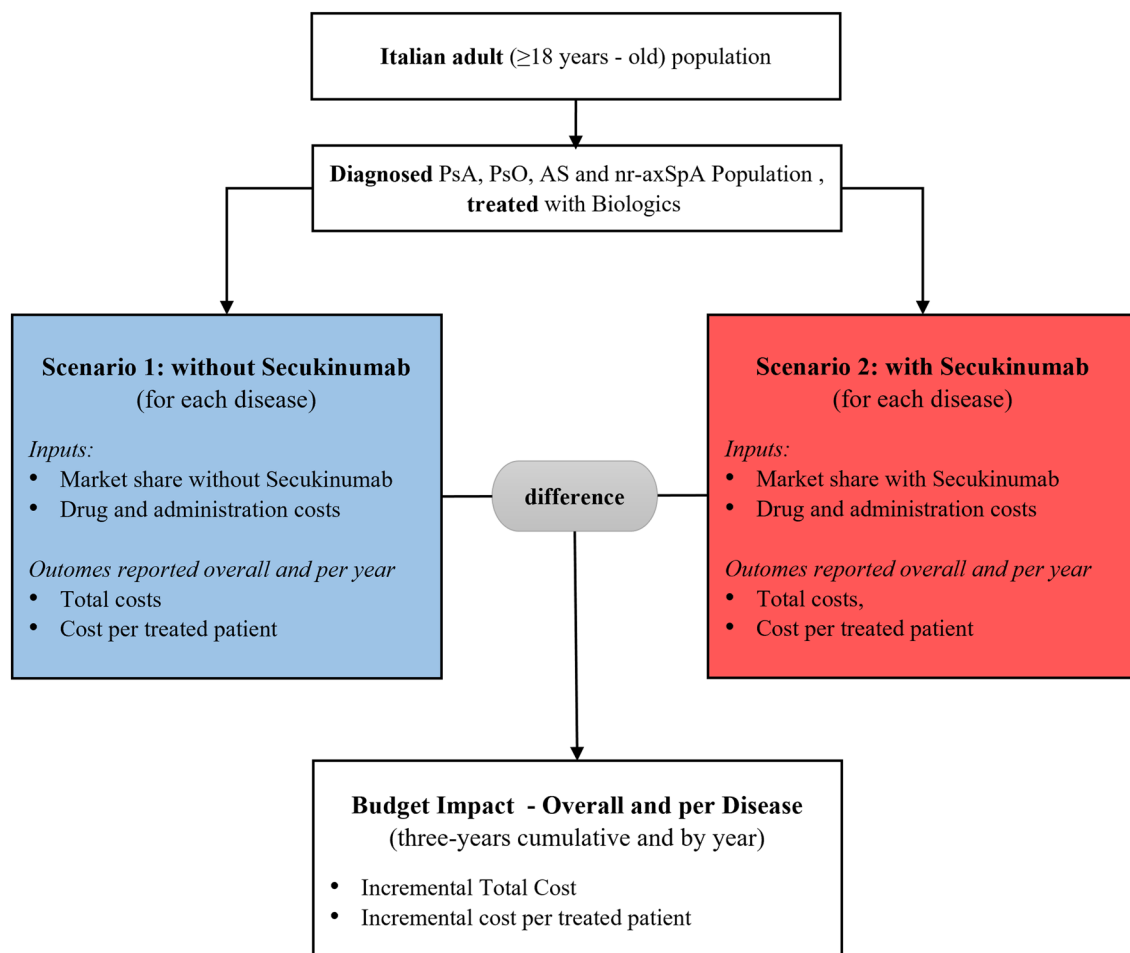 Italian adult (≥18 years - old) population
Diagnosed PsA, PsO, AS and nr-axSpA Population ,
treated with Biologics
Scenario 1: without Secukinumab
(for each disease)
Inputs:
• Market share without Secukinumab
• Drug and administration costs
Outomes reported overall and per year
• Total costs
• Cost per treated patient
difference
Scenario 2: with Secukinumab
(for each disease)
Inputs:
• Market share with Secukinumab
• Drug and administration costs
Outomes reported overall and per year
• Total costs,
• Cost per treated patient
Budget Impact - Overall and per Disease
(three-years cumulative and by year)
• Incremental Total Cost
• Incremental cost per treated patient